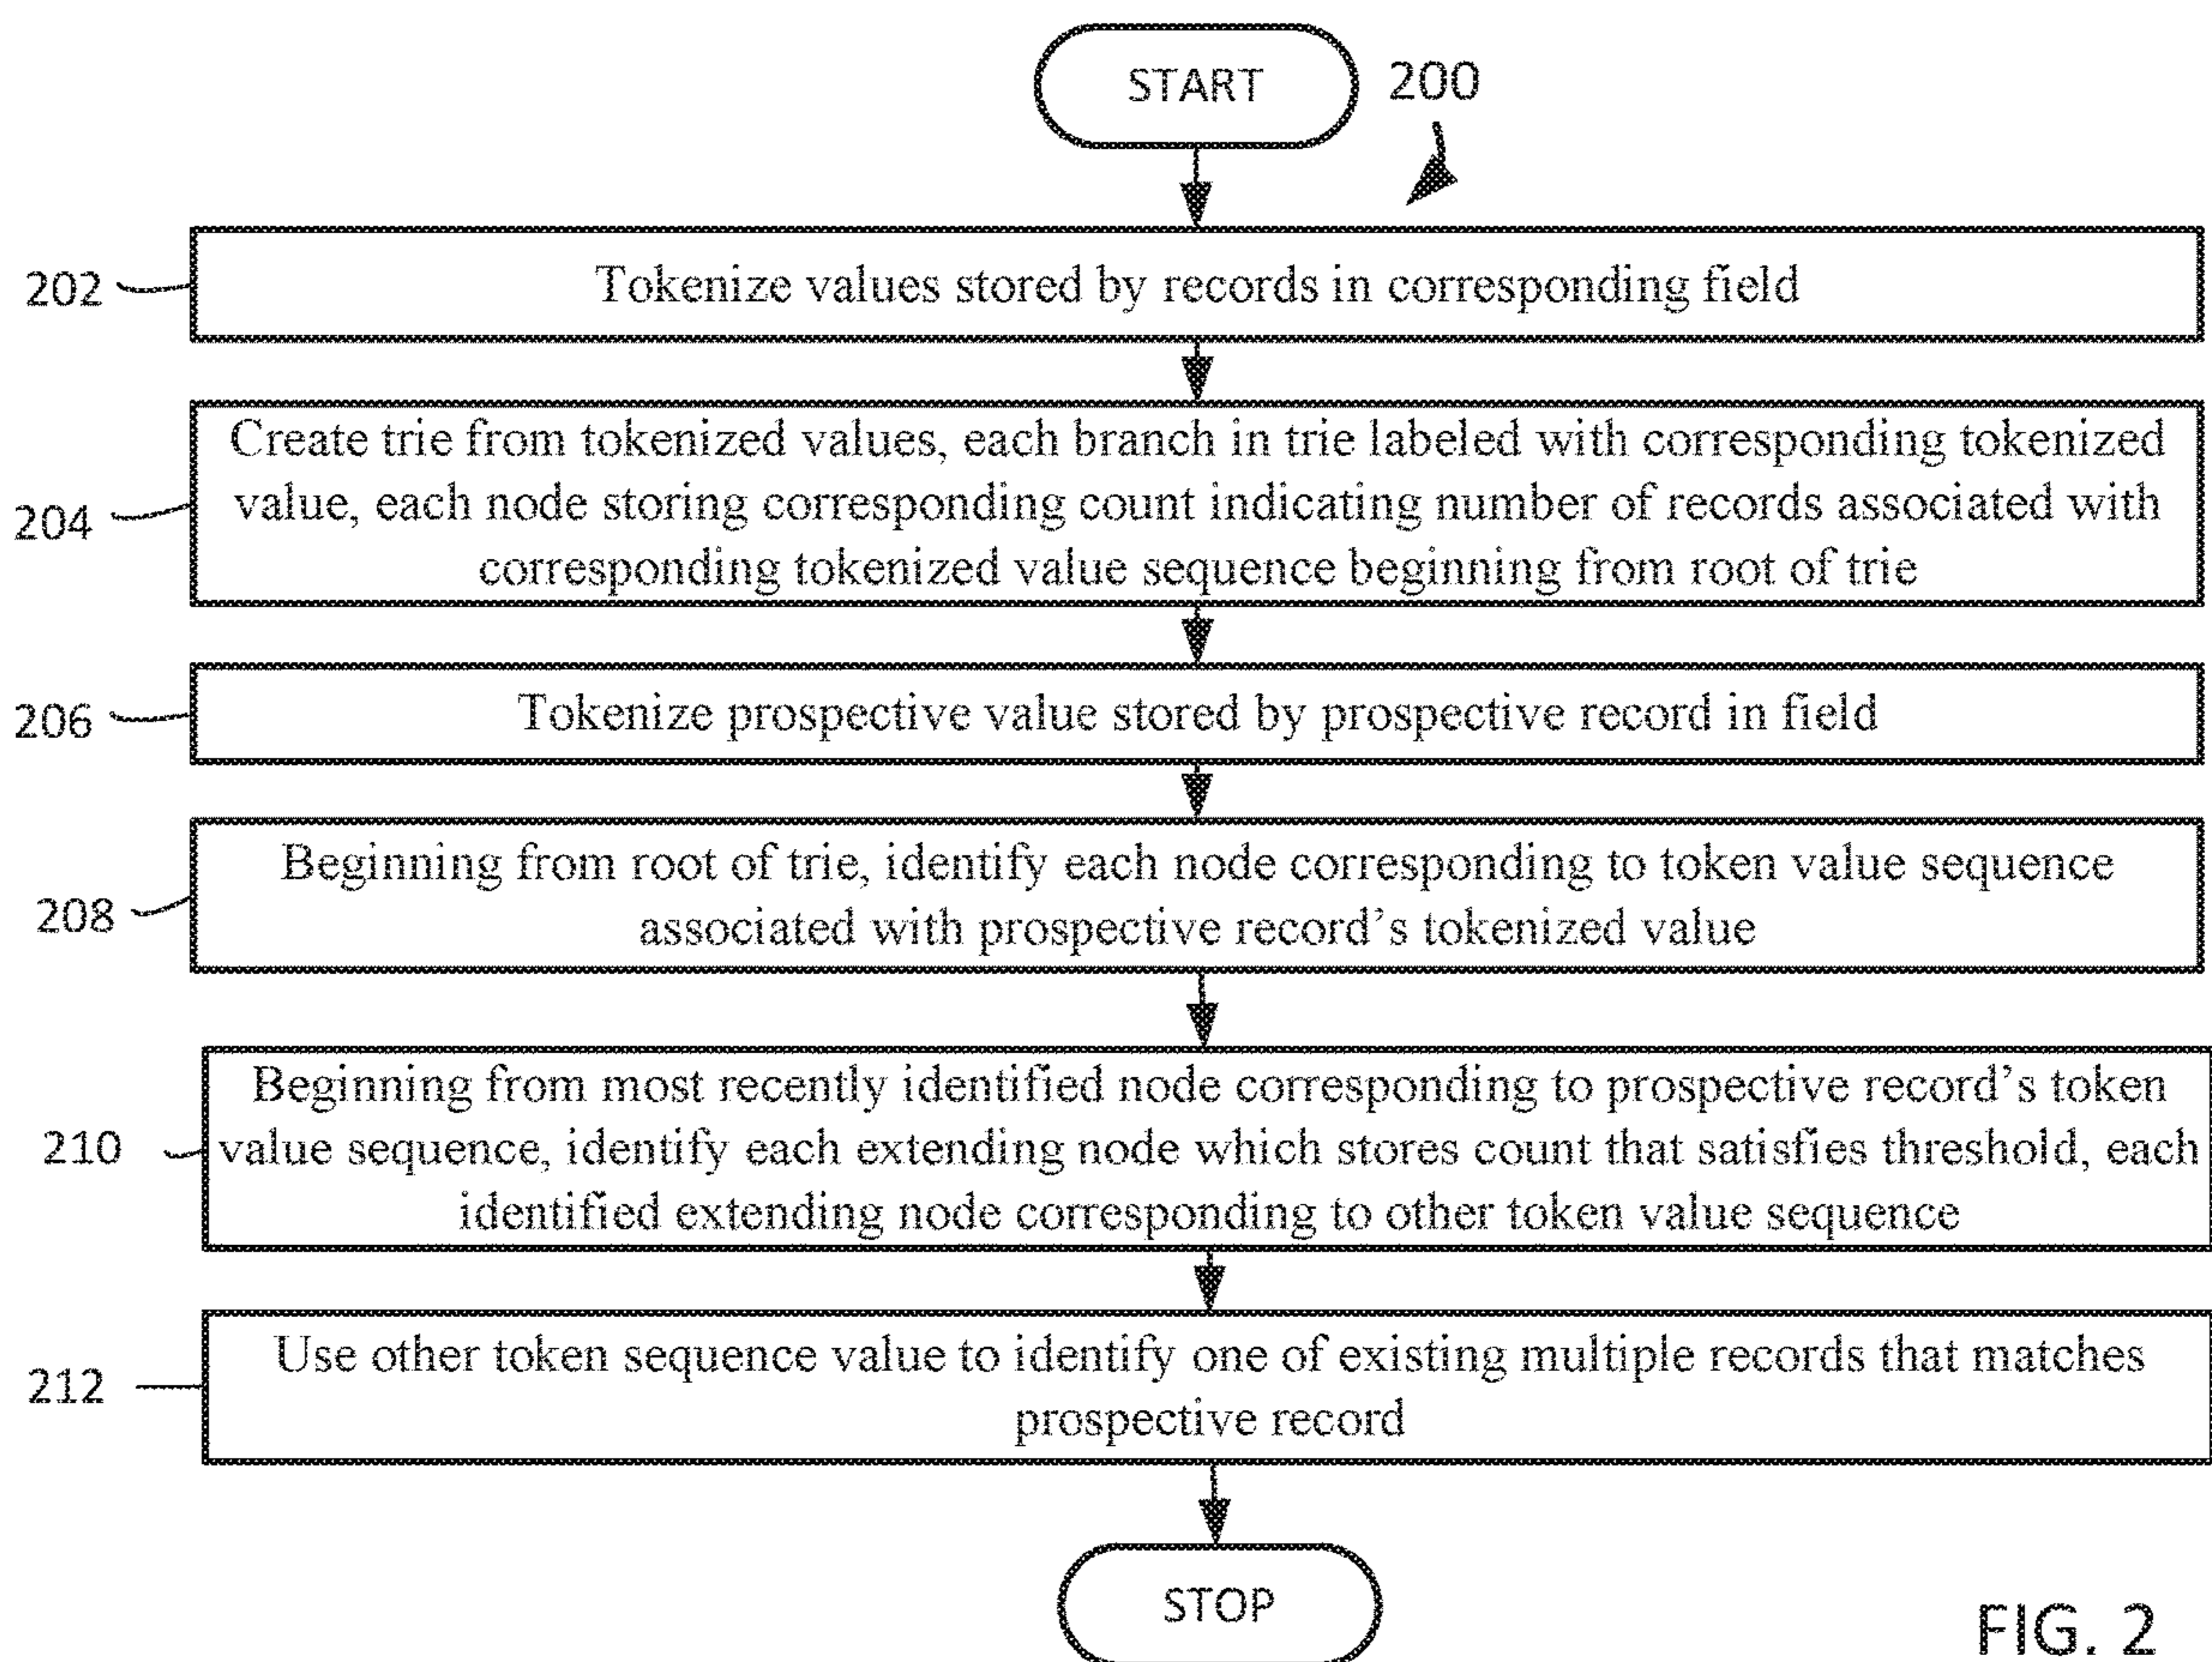 START
200
202
Tokenize values stored by records in corresponding field
204
Create trie from tokenized values, each branch in trie labeled with corresponding tokenized
value, each node storing corresponding count indicating number of records associated with
corresponding tokenized value sequence beginning from root of trie
206
Tokenize prospective value stored by prospective record in field
208
Beginning from root of trie, identify each node corresponding to token value sequence
associated with prospective record's tokenized value
210
Beginning from most recently identified node corresponding to prospective record's token
value sequence, identify each extending node which stores count that satisfies threshold, each
identified extending node corresponding to other token value sequence
212
Use other token sequence value to identify one of existing multiple records that matches
prospective record
STOP
FIG. 2